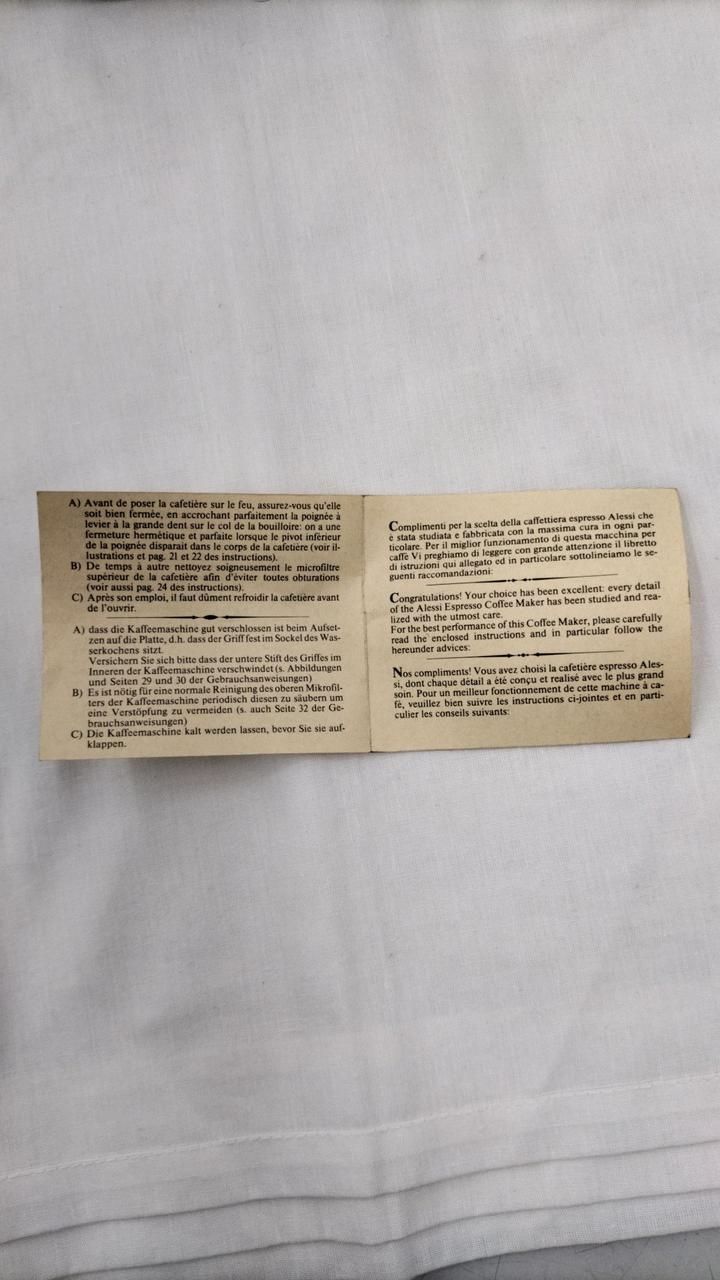 A) Avant de poser la cafetière sur le feu, assurez-vous qu'elle
soit bien fermée, en accrochant parfaitement la poignée à
levier à la grande dent sur le col de la bouilloire: on a une
fermeture hermétique et parfaite lorsque le pivot inférieur
de la poignée disparait dans le corps de la cafetière (voir il-
lustrations et pag. 21 et 22 des instructions).
B) De temps à autre nettoyez soigneusement le microfiltre
supérieur de la cafetière afin d'éviter toutes obturations
(voir aussi pag. 24 des instructions).
C) Après son emploi, il faut dûment refroidir la cafetière avant
de l'ouvrir.
A) dass die Kaffeemaschine gut verschlossen ist beim Aufset-
zen auf die Platte, d.h. dass der Griff fest im Sockel des Was-
serkochens sitzt.
Versichern Sie sich bitte dass der untere Stift des Griffes im
Inneren der Kaffeemaschine verschwindet (s. Abbildungen
und Seiten 29 und 30 der Gebrauchsanweisungen)
B) Es ist nötig für eine normale Reinigung des oberen Mikrofil-
ters der Kaffeemaschine periodisch diesen zu säubern um
eine Verstöpfung zu vermeiden (s. auch Seite 32 der Ge-
brauchsanweisungen)
C) Die Kaffeemaschine kalt werden lassen, bevor Sie sie auf-
klappen.
Complimenti per la scelta della caffettiera espresso Alessi che
è stata studiata e fabbricata con la massima cura in ogni par-
ticolare. Per il miglior funzionamento di questa macchina per
caffè Vi preghiamo di leggere con grande attenzione il libretto
di istruzioni qui allegato ed in particolare sottolineiamo le se-
guenti raccomandazioni:
Congratulations! Your choice has been excellent: every detail
of the Alessi Espresso Coffee Maker has been studied and rea-
lized with the utmost care.
For the best performance of this Coffee Maker, please carefully
read the enclosed instructions and in particular follow the
hereunder advices:
Nos compliments! Vous avez choisi la cafetière espresso Ales-
si, dont chaque détail a été conçu et realisé avec le plus grand
soin. Pour un meilleur fonctionnement de cette machine à ca-
fé, veuillez bien suivre les instructions ci-jointes et en parti-
culier les conseils suivants: